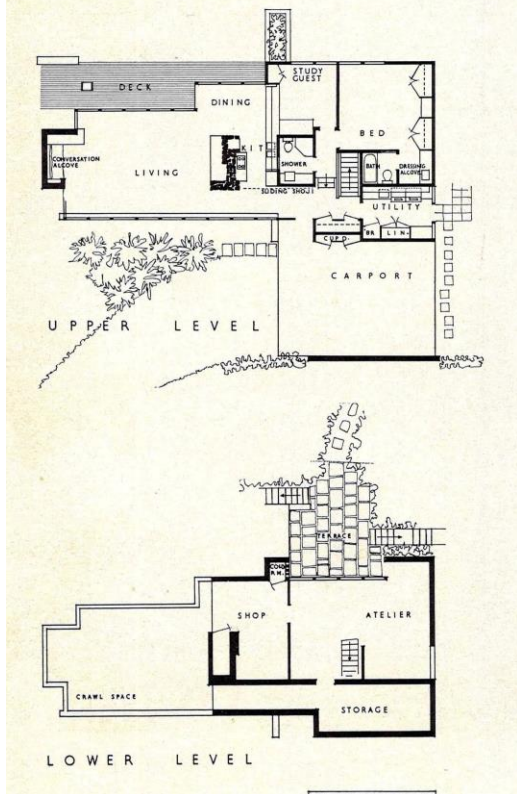 STUDY
GUEST
DECK
DINING
BED
KIT
CONVERSATION
ALCOVE
LIVING
SHOWER
BATH
DRESSING
ALCOVE
SLIDING SHOJI
UTILITY
CUPD.
BR
LIN.
CARPORT
UPPER LEVEL
TERRACE
COLD
RM.
SHOP
ATELIER
CRAWL SPACE
STORAGE
LOWER LEVEL